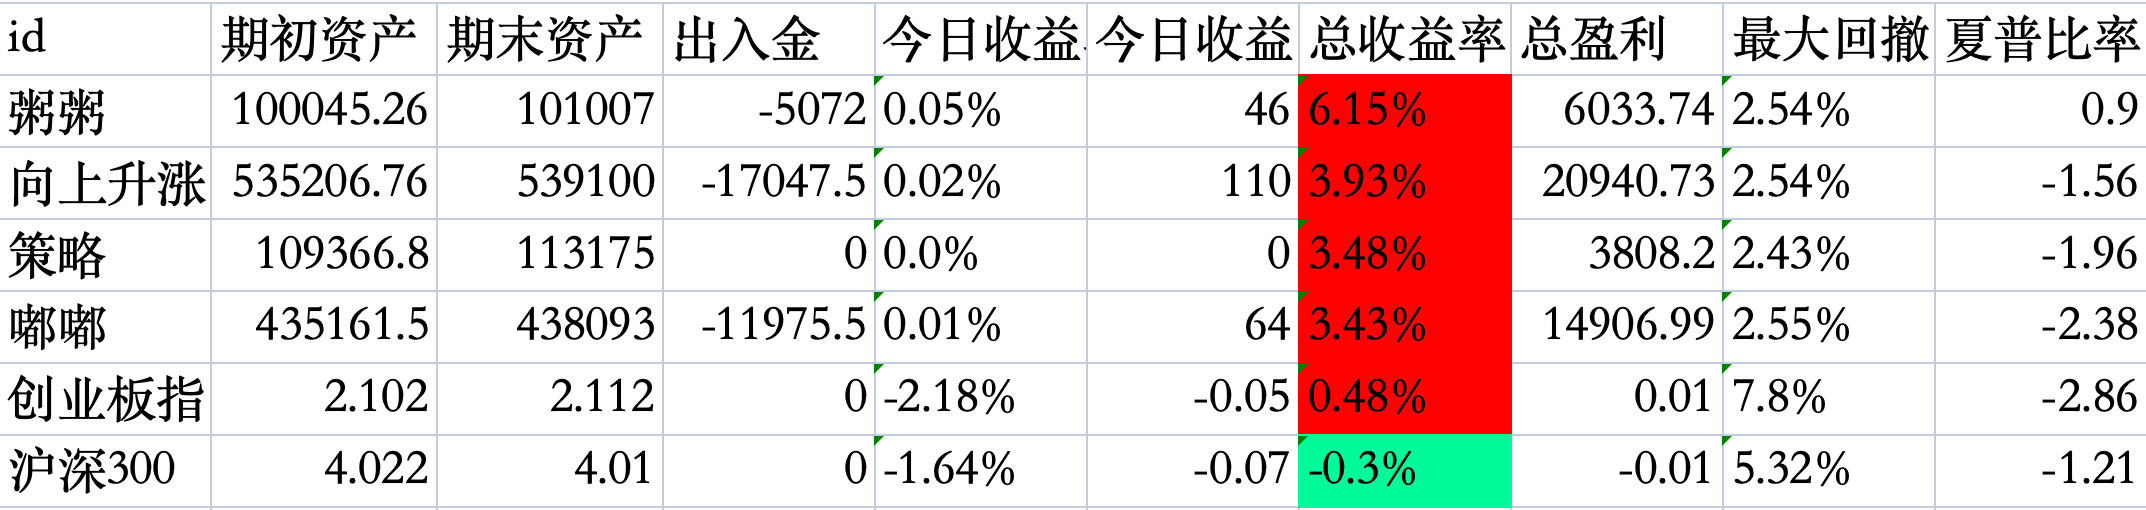 id 期初资产 期末资产 出入金 今日收益 今日收益 总收益率 总盈利 最大回撤 夏普比率
粥粥 100045.26 101007 -5072 0.05% 46 6.15% 6033.74 2.54% 0.9
向上升涨 535206.76 539100 -17047.5 0.02% 110 3.93% 20940.73 2.54% -1.56
策略 109366.8 113175 0 0.0% 0 3.48% 3808.2 2.43% -1.96
嘟嘟 435161.5 438093 -11975.5 0.01% 64 3.43% 14906.99 2.55% -2.38
创业板指 2.102 2.112 0 -2.18% -0.05 0.48% 0.01 7.8% -2.86
沪深300 4.022 4.01 0 -1.64% -0.07 -0.3% -0.01 5.32% -1.21